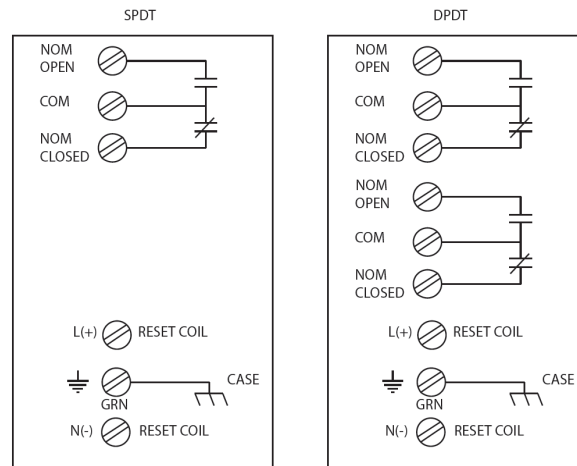 SPDT
NOM
OPEN
COM
NOM
CLOSED
L(+) RESET COIL
CASE
GRN
N(-) RESET COIL
DPDT
NOM
OPEN
COM
NOM
CLOSED
NOM
OPEN
COM
NOM
CLOSED
L(+) RESET COIL
CASE
GRN
N(-) RESET COIL